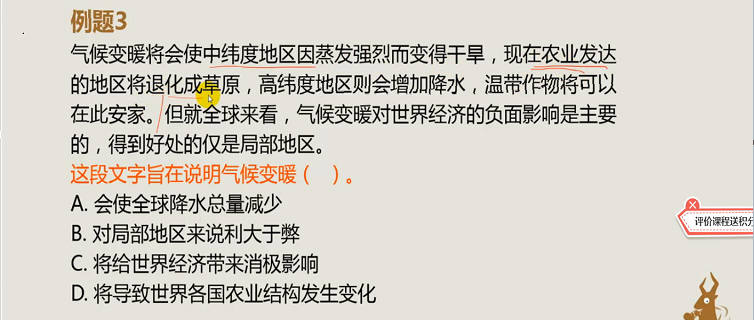 例题3
气候变暖将会使中纬度地区因蒸发强烈而变得干旱，现在农业发达
的地区将退化成草原，高纬度地区则会增加降水，温带作物将可以
在此安家。但就全球来看，气候变暖对世界经济的负面影响是主要
的，得到好处的仅是局部地区。
这段文字旨在说明气候变暖（ ）。
A. 会使全球降水总量减少
B. 对局部地区来说利大于弊
C. 将给世界经济带来消极影响
D. 将导致世界各国农业结构发生变化
评价课程送积分